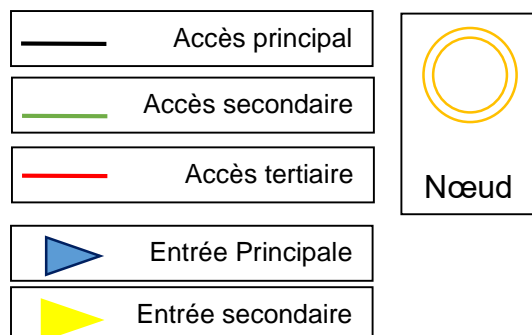 Accès principal
Accès secondaire
Accès tertiaire
Nœud
Entrée Principale
Entrée secondaire